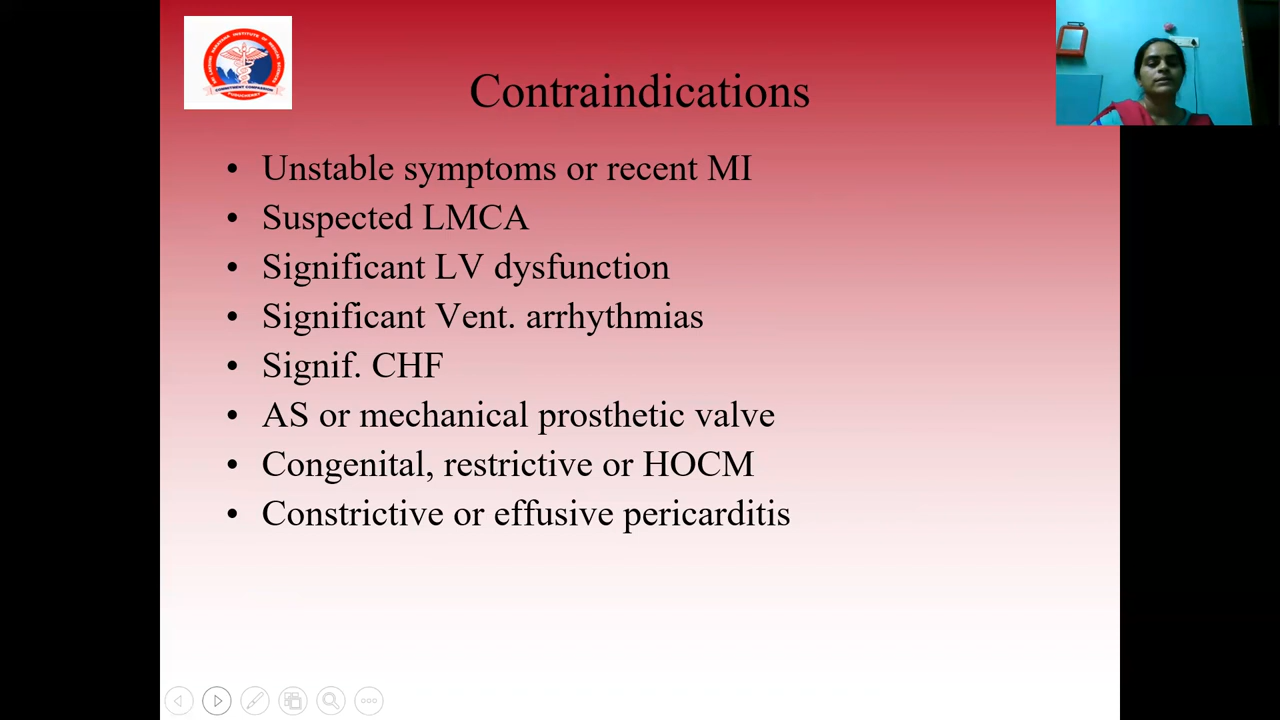 Contraindications
• Unstable symptoms or recent MI
• Suspected LMCA
• Significant LV dysfunction
• Significant Vent. arrhythmias
• Signif. CHF
• AS or mechanical prosthetic valve
• Congenital, restrictive or HOCM
• Constrictive or effusive pericarditis